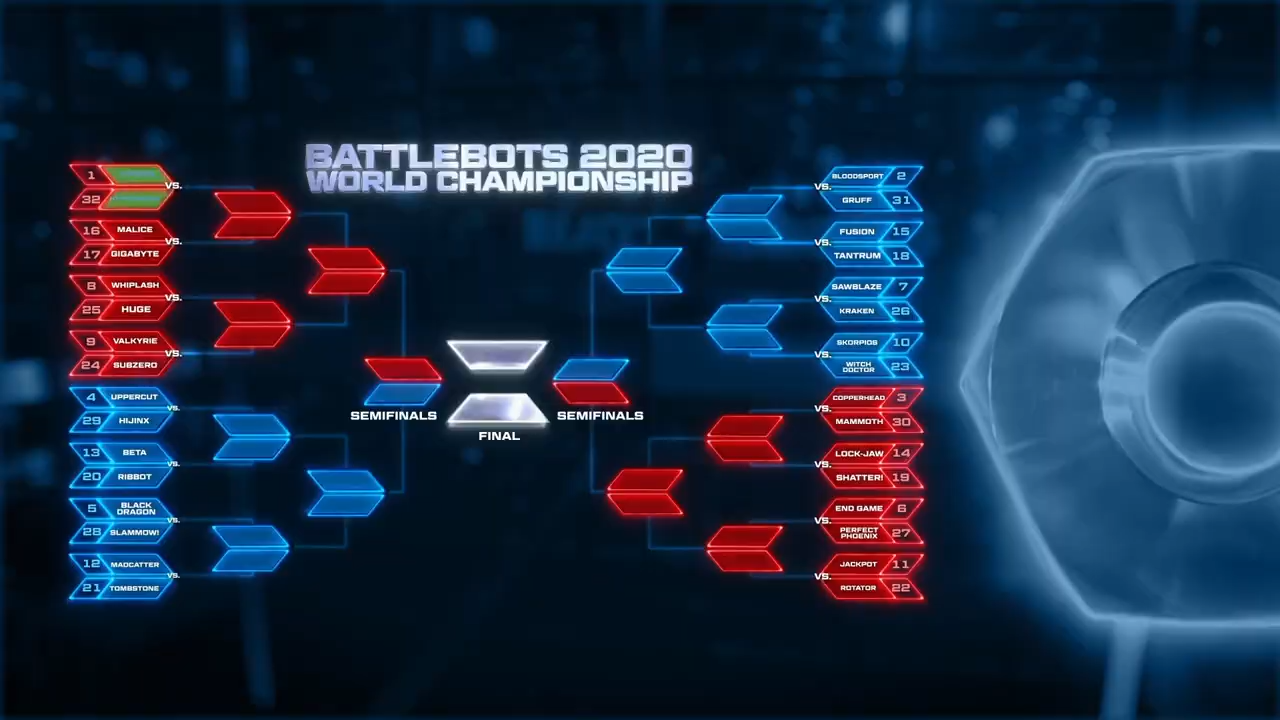 BATTLEBOTS 2020
WORLD CHAMPIONSHIP
1
VS.
32
16 MALICE
VS.
17 GIGABYTE
8 WHIPLASH
VS.
25 HUGE
9 VALKYRIE
VS.
24 SUBZERO
4 UPPERCUT
VS.
29 HIJINX
13 BETA
VS.
20 RIBBOT
5 BLACK
DRAGON
VS.
28 SLAMMOW!
12 MADCATTER
VS.
21 TOMBSTONE
SEMIFINALS
FINAL
SEMIFINALS
BLOODSPORT 2
VS.
GRUFF 31
FUSION 15
VS.
TANTRUM 18
SAWBLAZE 7
VS.
KRAKEN 26
SKORPIOS 10
VS.
WITCH
DOCTOR 23
COPPERHEAD 3
VS.
MAMMOTH 30
LOCK-JAW 14
VS.
SHATTER! 19
END GAME 6
VS.
PERFECT
PHOENIX 27
JACKPOT 11
VS.
ROTATOR 22